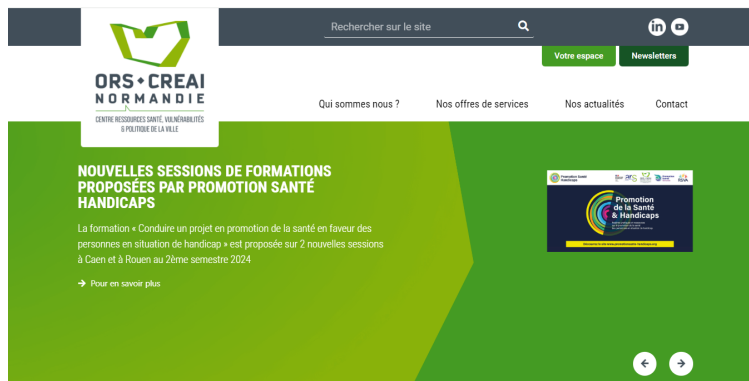 Rechercher sur le site
Votre espace
Newsletters
ORS CREAI
NORMANDIE
CENTRE RESSOURCES SANTÉ, VULNÉRABILITÉS
& POLITIQUE DE LA VILLE
Qui sommes nous ?
Nos offres de services
Nos actualités
Contact
NOUVELLES SESSIONS DE FORMATIONS
PROPOSÉES PAR PROMOTION SANTÉ
HANDICAPS
La formation « Conduire un projet en promotion de la santé en faveur des
personnes en situation de handicap » est proposée sur 2 nouvelles sessions
à Caen et à Rouen au 2ème semestre 2024
Pour en savoir plus
Promotion Santé
Handicaps
ars
Promotion
de la Santé
& Handicaps